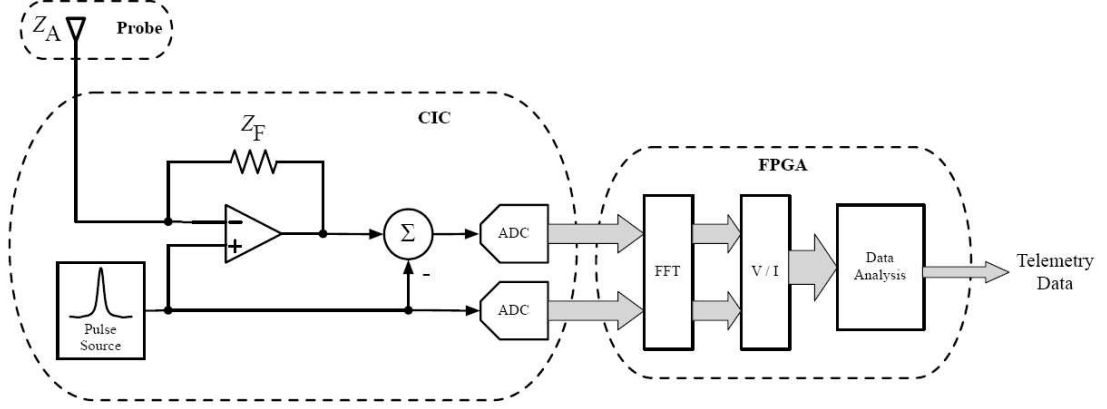 Z_A
Probe
CIC
Z_F
FPGA
−
+
Σ
ADC
-
ADC
FFT
V / I
Data
Analysis
Telemetry
Data
Pulse
Source